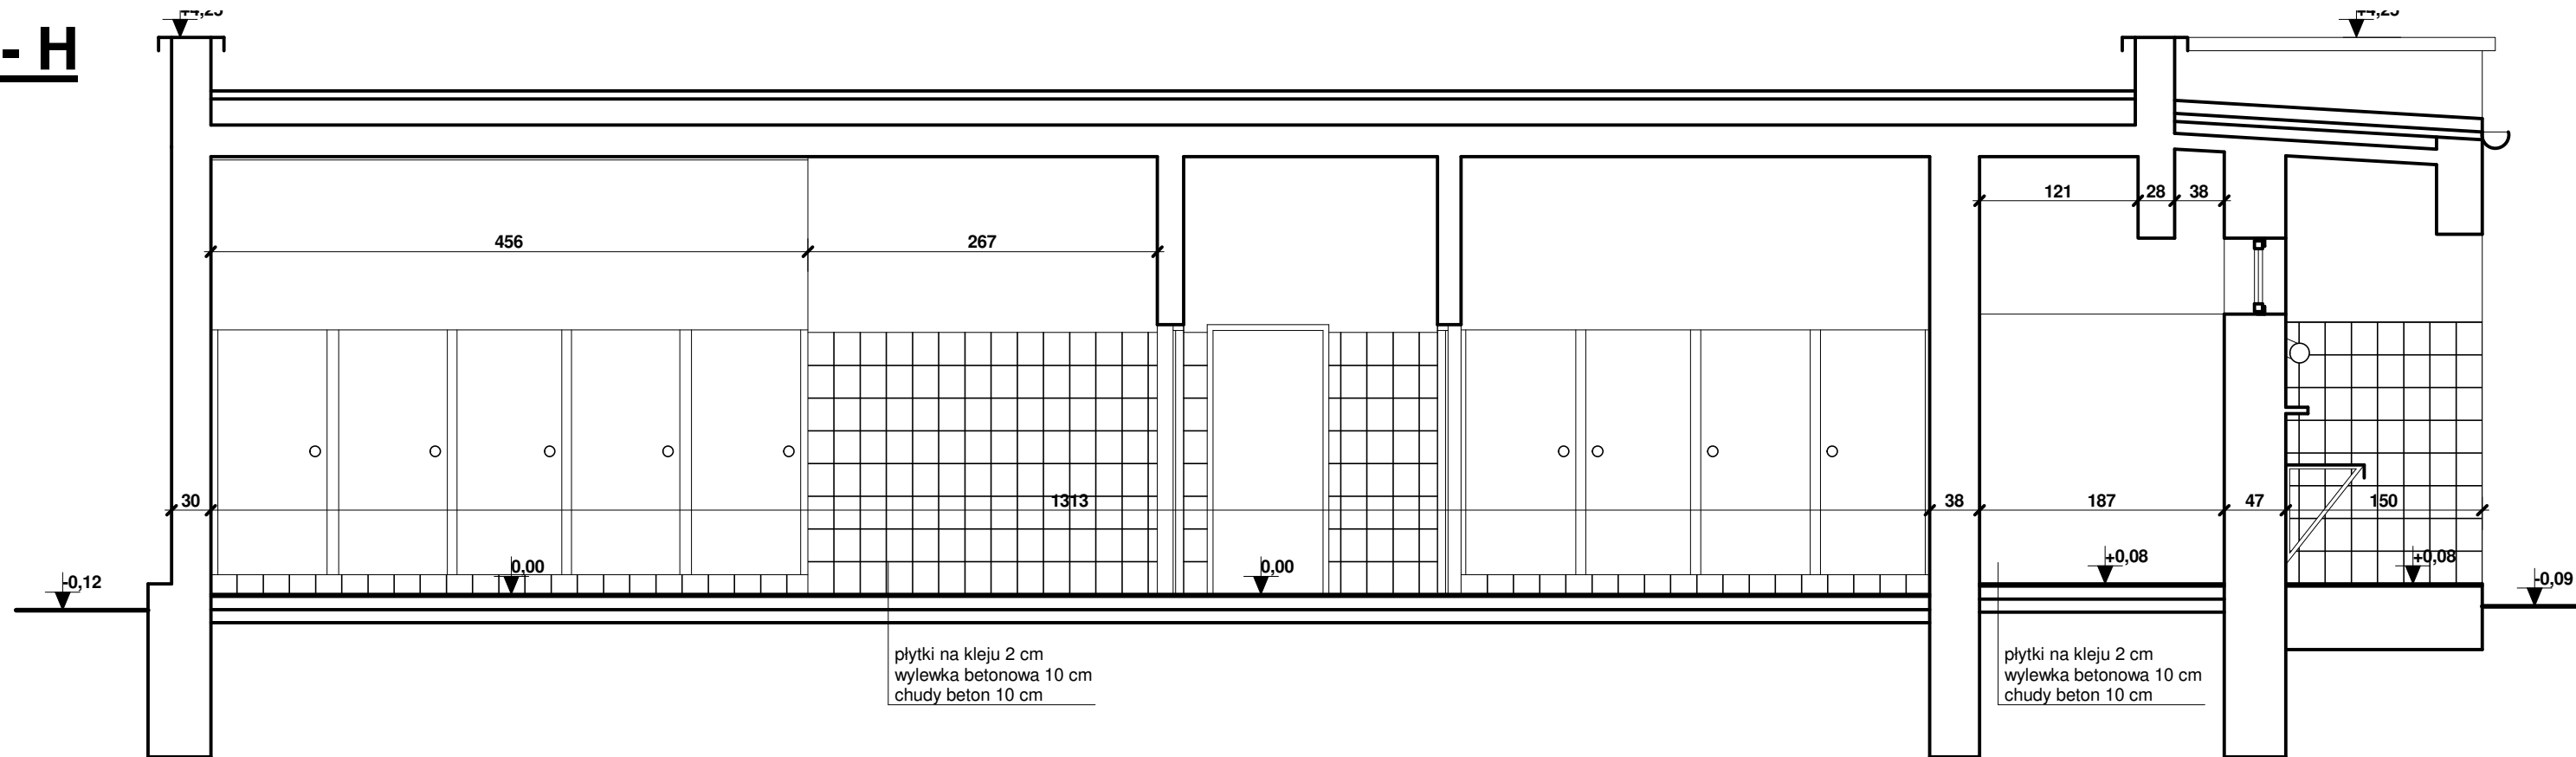 - H
121 28 38
456 267
30 1313 38 187 47 150
-0,12 0,00 0,00 +0,08 +0,08 -0,09
płytki na kleju 2 cm
wylewka betonowa 10 cm
chudy beton 10 cm
płytki na kleju 2 cm
wylewka betonowa 10 cm
chudy beton 10 cm